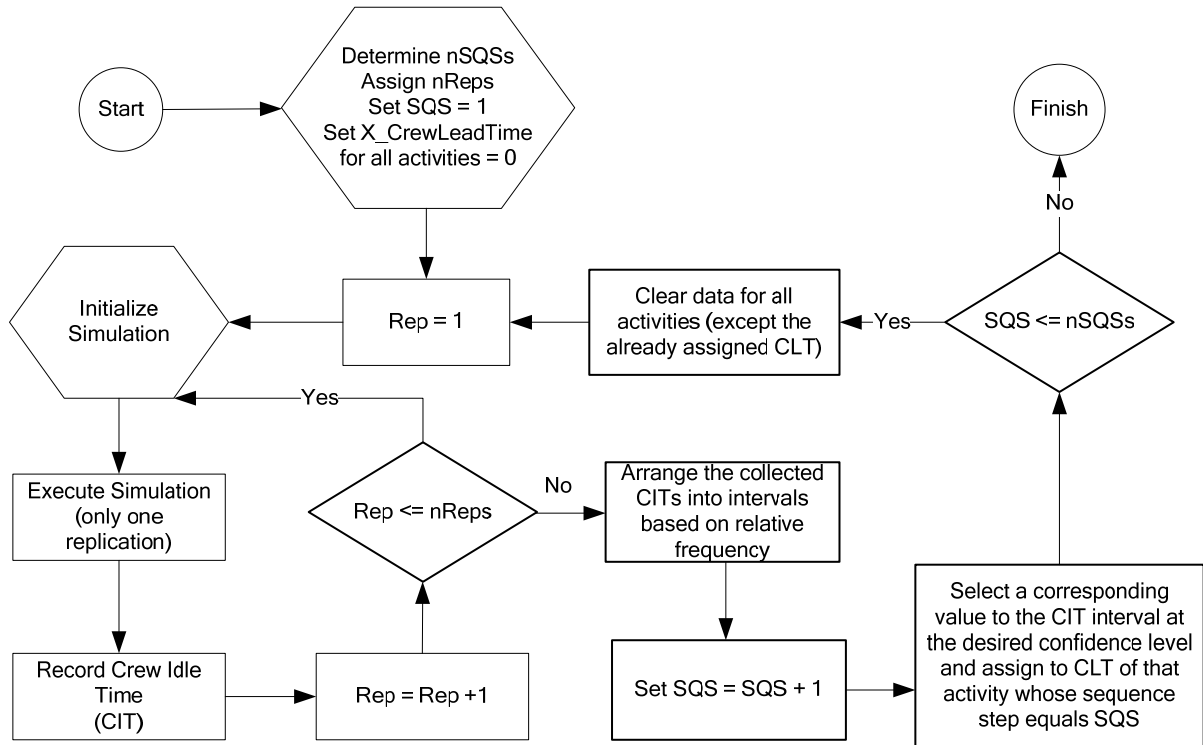 Start
Determine nSQSs
Assign nReps
Set SQS = 1
Set X_CrewLeadTime
for all activities = 0
Finish
No
Initialize
Simulation
Rep = 1
Clear data for all
activities (except the
already assigned CLT)
Yes
SQS <= nSQSs
Yes
Execute Simulation
(only one
replication)
Rep <= nReps
No
Arrange the collected
CITs into intervals
based on relative
frequency
Record Crew Idle
Time
(CIT)
Rep = Rep +1
Set SQS = SQS + 1
Select a corresponding
value to the CIT interval at
the desired confidence level
and assign to CLT of that
activity whose sequence
step equals SQS